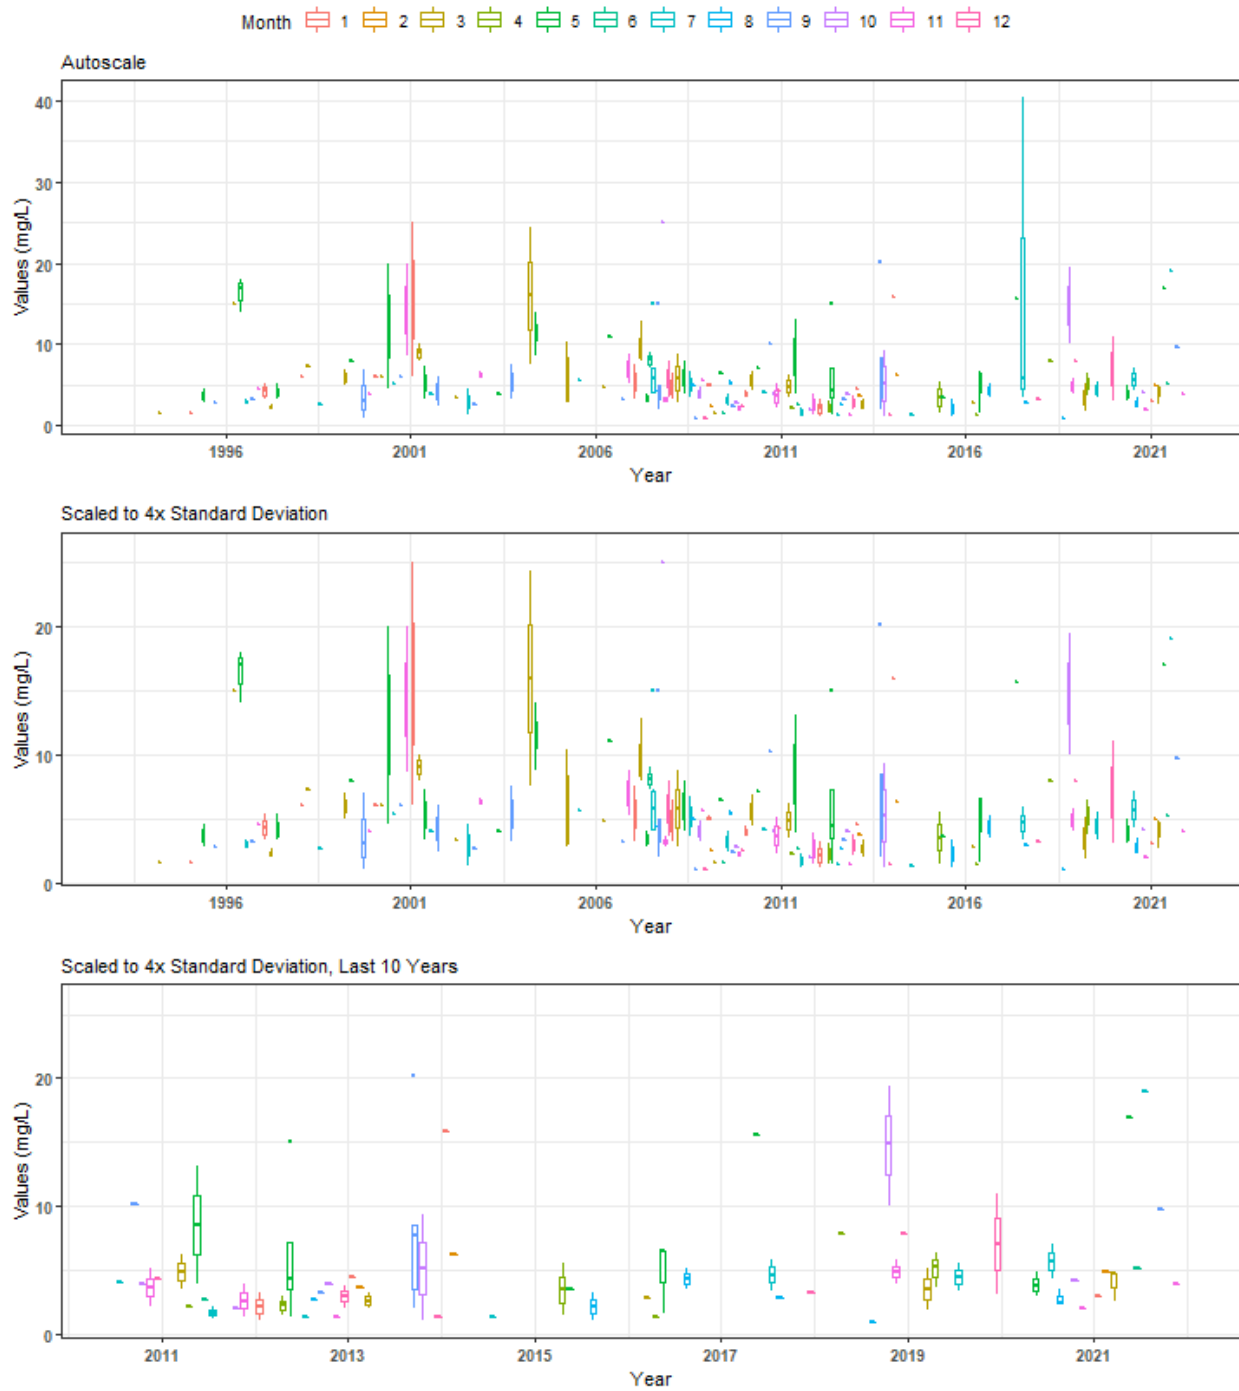 Month 1 2 3 4 5 6 7 8 9 10 11 12
Autoscale
40
30
20
10
0
Values (mg/L)
1996 2001 2006 2011 2016 2021
Year
Scaled to 4x Standard Deviation
20
10
0
Values (mg/L)
1996 2001 2006 2011 2016 2021
Year
Scaled to 4x Standard Deviation, Last 10 Years
20
10
0
Values (mg/L)
2011 2013 2015 2017 2019 2021
Year